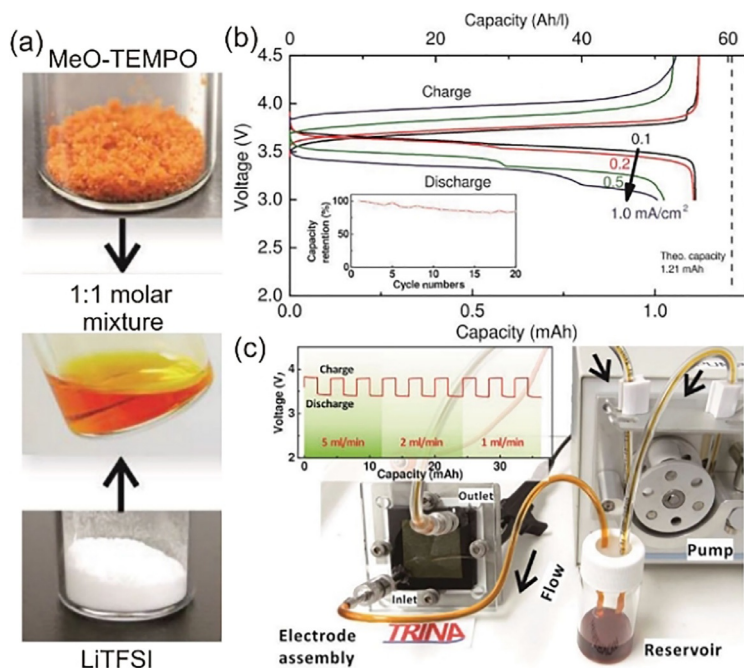 (a)
MeO-TEMPO
1:1 molar
mixture
LiTFSI
(b)
Capacity (Ah/l)
0 30 60
4.5
4.0
3.5
3.0
2.5
2.0
Voltage (V)
Charge
Discharge
0.1
0.2
0.5
1.0 mA/cm²
Theo. capacity
1.21 mAh
Capacity
retention (%)
100
50
0
0 5 10 15 20
Cycle numbers
0.0 0.5 1.0
Capacity (mAh)
(c)
Voltage (V)
4
3
2
Charge
Discharge
5 ml/min 2 ml/min 1 ml/min
0 10 20 30
Capacity (mAh)
Outlet
Inlet
Flow
Pump
Electrode
assembly
TRINA
Reservoir